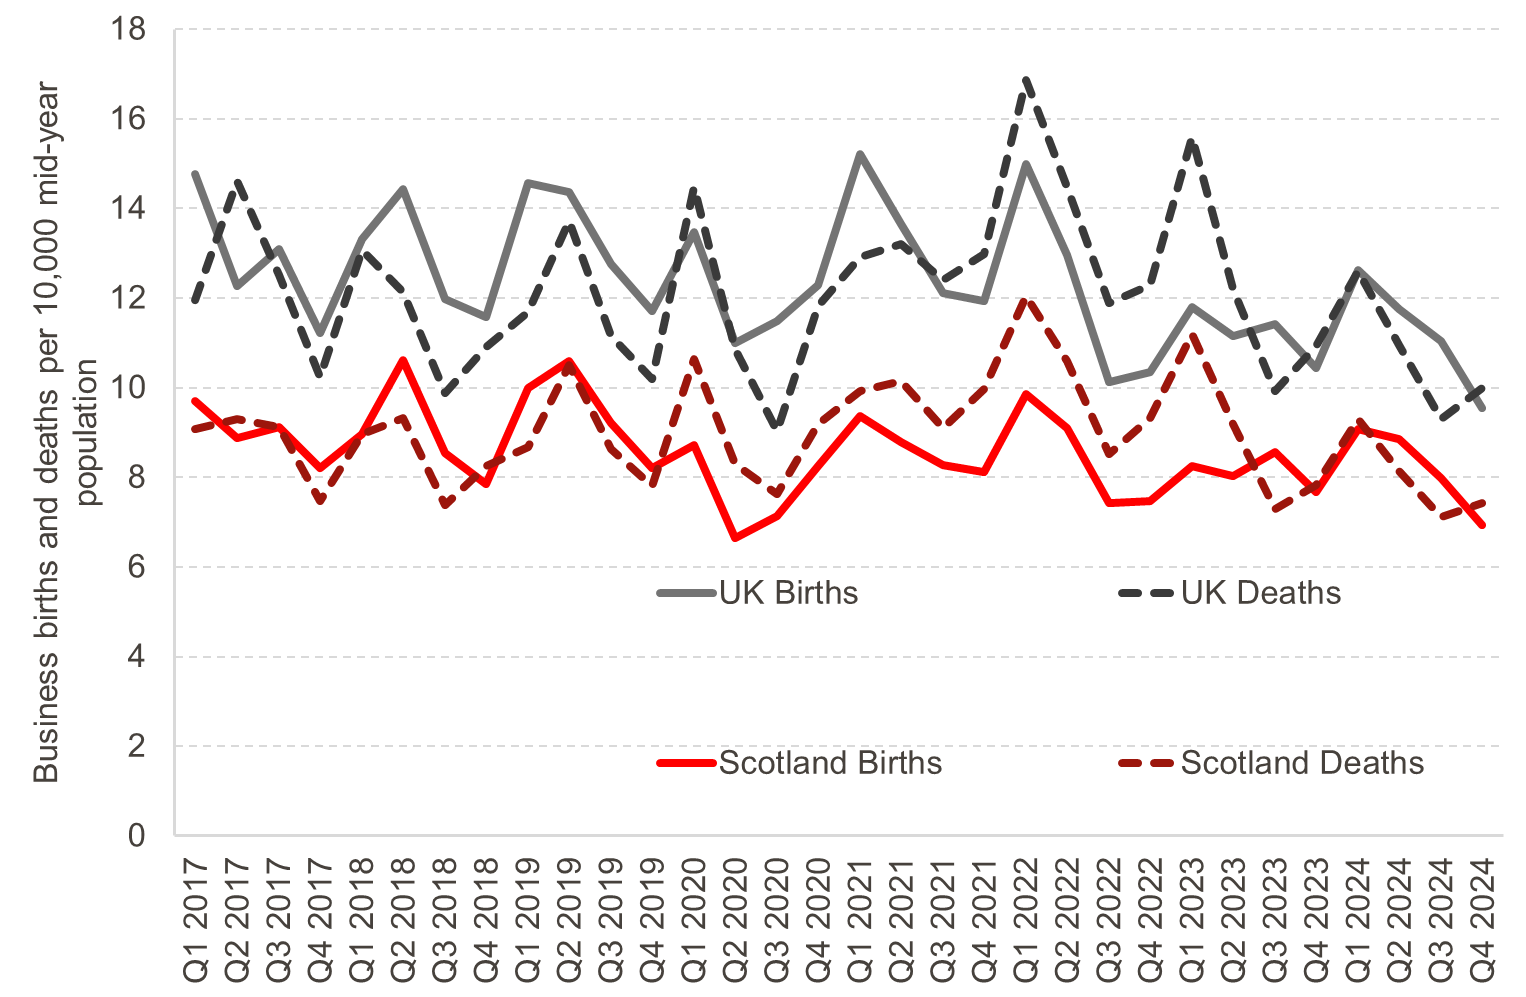 Business births and deaths per 10,000 mid-year
population
18
16
14
12
10
8
6
4
2
0
UK Births
UK Deaths
Scotland Births
Scotland Deaths
Q1 2017
Q2 2017
Q3 2017
Q4 2017
Q1 2018
Q2 2018
Q3 2018
Q4 2018
Q1 2019
Q2 2019
Q3 2019
Q4 2019
Q1 2020
Q2 2020
Q3 2020
Q4 2020
Q1 2021
Q2 2021
Q3 2021
Q4 2021
Q1 2022
Q2 2022
Q3 2022
Q4 2022
Q1 2023
Q2 2023
Q3 2023
Q4 2023
Q1 2024
Q2 2024
Q3 2024
Q4 2024